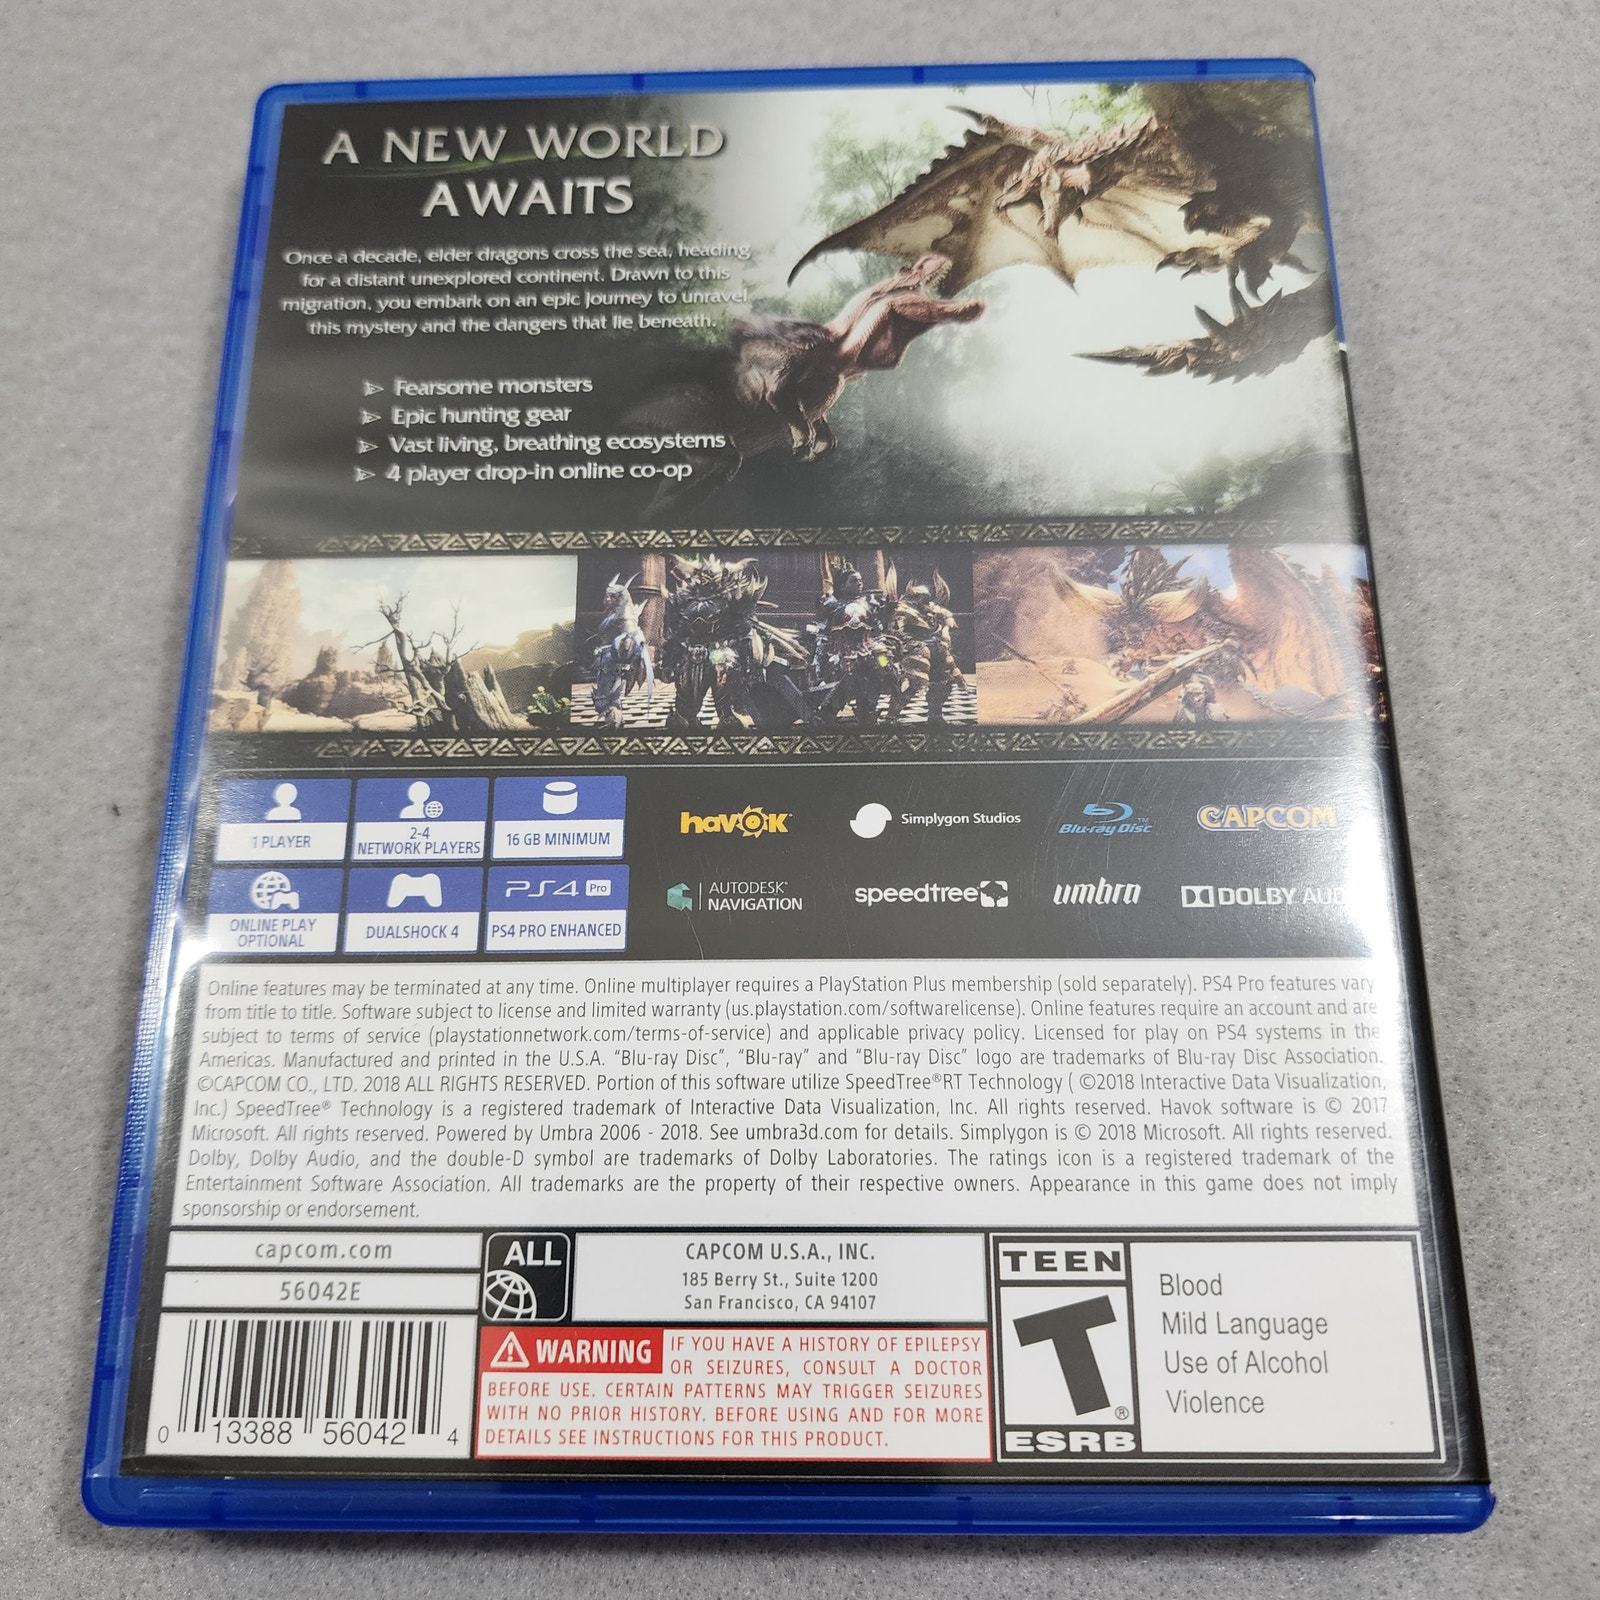 A NEW WORLD
AWAITS
Once a decade, elder dragons cross the sea, heading
for a distant unexplored continent. Drawn to this
migration, you embark on an epic journey to unravel
this mystery and the dangers that lie beneath.
Fearsome monsters
Epic hunting gear
Vast living, breathing ecosystems
4 player drop-in online co-op
1 PLAYER
2-4
NETWORK PLAYERS
16 GB MINIMUM
havok
Simplygon Studios
Blu-ray Disc™
CAPCOM
ONLINE PLAY
OPTIONAL
DUALSHOCK 4
PS4 Pro
PS4 PRO ENHANCED
AUTODESK®
NAVIGATION
speedtree
umbra
DOLBY AUD
Online features may be terminated at any time. Online multiplayer requires a PlayStation Plus membership (sold separately). PS4 Pro features vary
from title to title. Software subject to license and limited warranty (us.playstation.com/softwarelicense). Online features require an account and are
subject to terms of service (playstationnetwork.com/terms-of-service) and applicable privacy policy. Licensed for play on PS4 systems in the
Americas. Manufactured and printed in the U.S.A. “Blu-ray Disc”, “Blu-ray” and “Blu-ray Disc” logo are trademarks of Blu-ray Disc Association.
©CAPCOM CO., LTD. 2018 ALL RIGHTS RESERVED. Portion of this software utilize SpeedTree®RT Technology ( ©2018 Interactive Data Visualization,
Inc.) SpeedTree® Technology is a registered trademark of Interactive Data Visualization, Inc. All rights reserved. Havok software is © 2017
Microsoft. All rights reserved. Powered by Umbra 2006 - 2018. See umbra3d.com for details. Simplygon is © 2018 Microsoft. All rights reserved.
Dolby, Dolby Audio, and the double-D symbol are trademarks of Dolby Laboratories. The ratings icon is a registered trademark of the
Entertainment Software Association. All trademarks are the property of their respective owners. Appearance in this game does not imply
sponsorship or endorsement.
capcom.com
56042E
ALL
CAPCOM U.S.A., INC.
185 Berry St., Suite 1200
San Francisco, CA 94107
WARNING IF YOU HAVE A HISTORY OF EPILEPSY
OR SEIZURES, CONSULT A DOCTOR
BEFORE USE. CERTAIN PATTERNS MAY TRIGGER SEIZURES
WITH NO PRIOR HISTORY. BEFORE USING AND FOR MORE
DETAILS SEE INSTRUCTIONS FOR THIS PRODUCT.
0 13388 56042 4
TEEN
T®
ESRB
Blood
Mild Language
Use of Alcohol
Violence